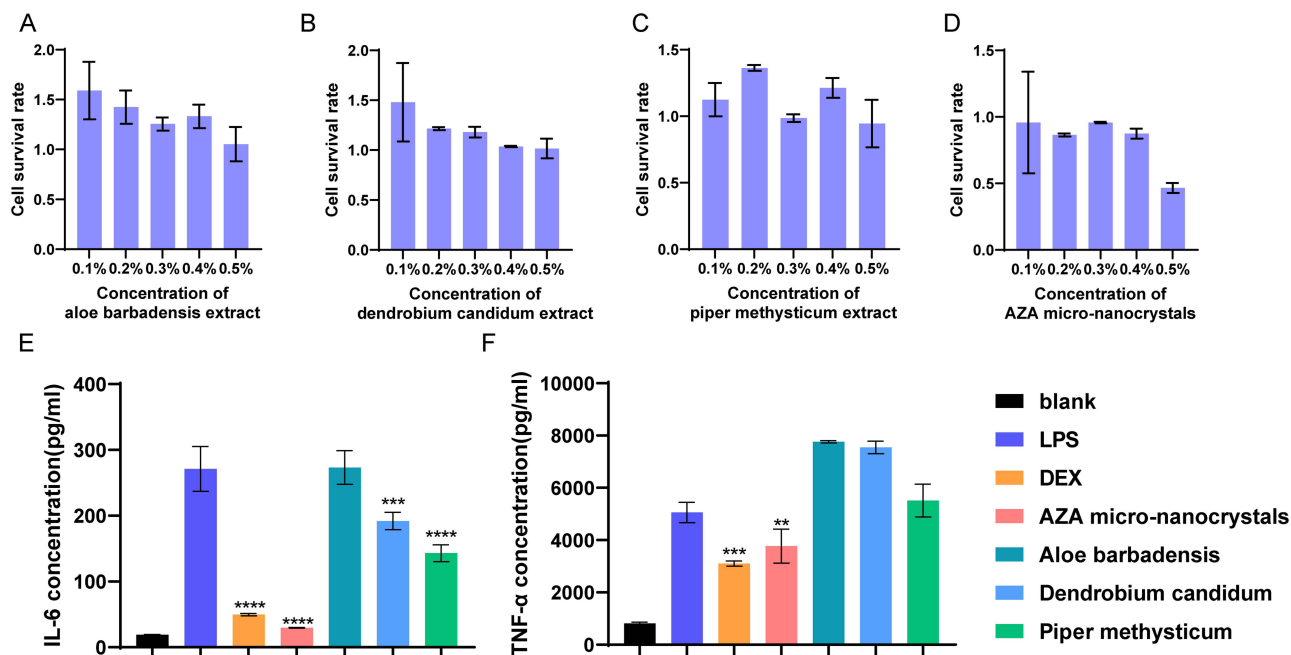 A
Cell survival rate
2.0
1.5
1.0
0.5
0.0
0.1% 0.2% 0.3% 0.4% 0.5%
Concentration of
aloe barbadensis extract
B
Cell survival rate
2.0
1.5
1.0
0.5
0.0
0.1% 0.2% 0.3% 0.4% 0.5%
Concentration of
dendrobium candidum extract
C
Cell survival rate
1.5
1.0
0.5
0.0
0.1% 0.2% 0.3% 0.4% 0.5%
Concentration of
piper methysticum extract
D
Cell survival rate
1.5
1.0
0.5
0.0
0.1% 0.2% 0.3% 0.4% 0.5%
Concentration of
AZA micro-nanocrystals
E
IL-6 concentration(pg/ml)
400
300
200
100
0
****
****
***
****
F
TNF-α concentration(pg/ml)
10000
8000
6000
4000
2000
0
***
**
blank
LPS
DEX
AZA micro-nanocrystals
Aloe barbadensis
Dendrobium candidum
Piper methysticum